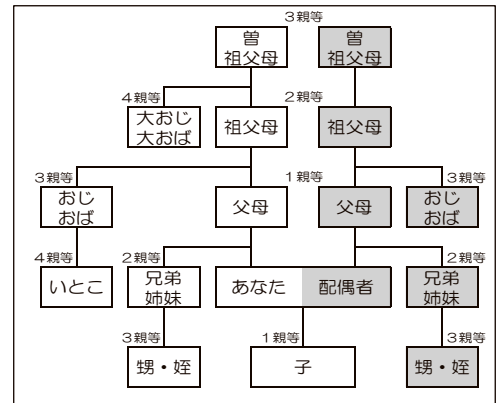 3親等
曽
祖父母
曽
祖父母
4親等
大おじ
大おば
2親等
祖父母
祖父母
3親等
おじ
おば
1親等
父母
父母
3親等
おじ
おば
4親等
いとこ
2親等
兄弟
姉妹
あなた
配偶者
2親等
兄弟
姉妹
3親等
甥・姪
1親等
子
3親等
甥・姪